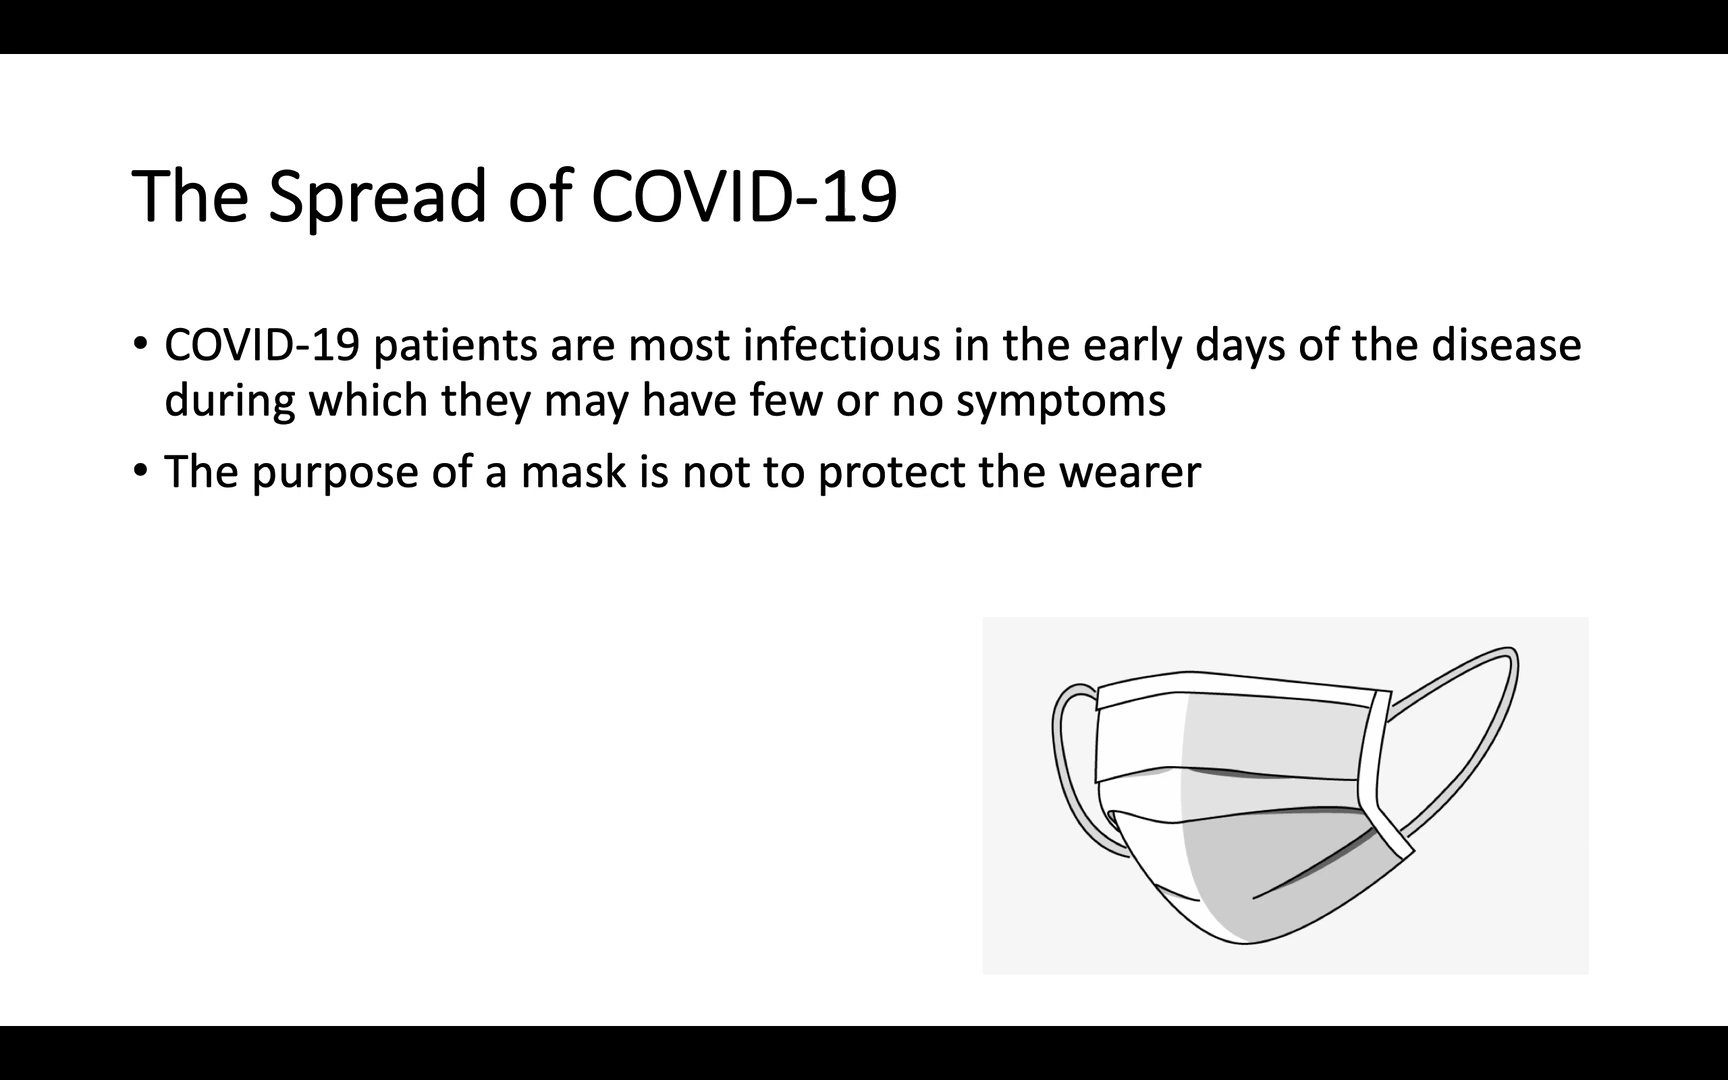 The Spread of COVID-19
• COVID-19 patients are most infectious in the early days of the disease
during which they may have few or no symptoms
• The purpose of a mask is not to protect the wearer